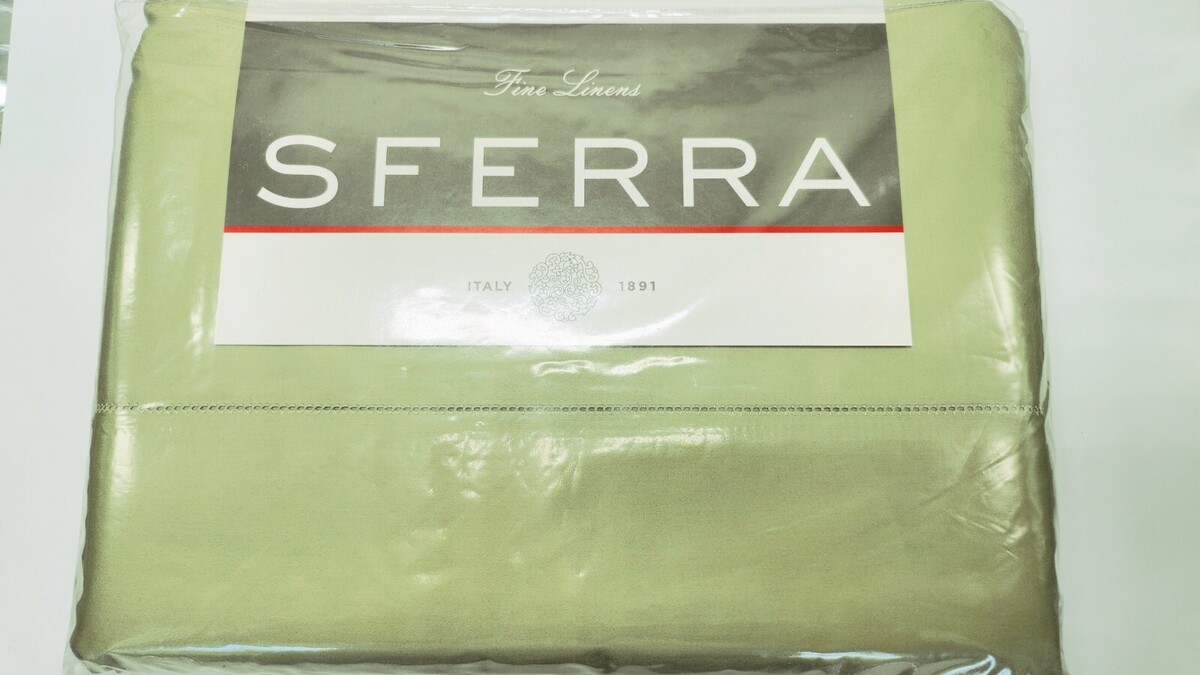 Fine Linens
SFERRA
ITALY 1891